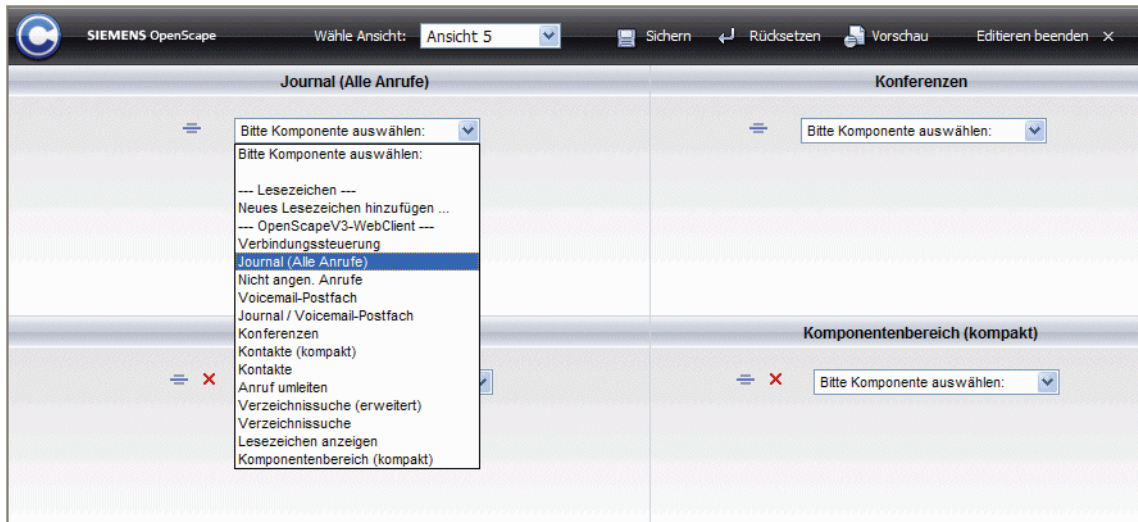 SIEMENS OpenScape Wähle Ansicht: Ansicht 5 Sichern Rücksetzen Vorschau Editieren beenden
Journal (Alle Anrufe) Konferenzen
Bitte Komponente auswählen: Bitte Komponente auswählen:
Bitte Komponente auswählen:
--- Lesezeichen ---
Neues Lesezeichen hinzufügen ...
--- OpenScapeV3-WebClient ---
Verbindungssteuerung
Journal (Alle Anrufe)
Nicht angen. Anrufe
Voicemail-Postfach
Journal / Voicemail-Postfach
Konferenzen
Kontakte (kompakt)
Kontakte
Anruf umleiten
Verzeichnissuche (erweitert)
Verzeichnissuche
Lesezeichen anzeigen
Komponentenbereich (kompakt)
Komponentenbereich (kompakt)
Bitte Komponente auswählen: